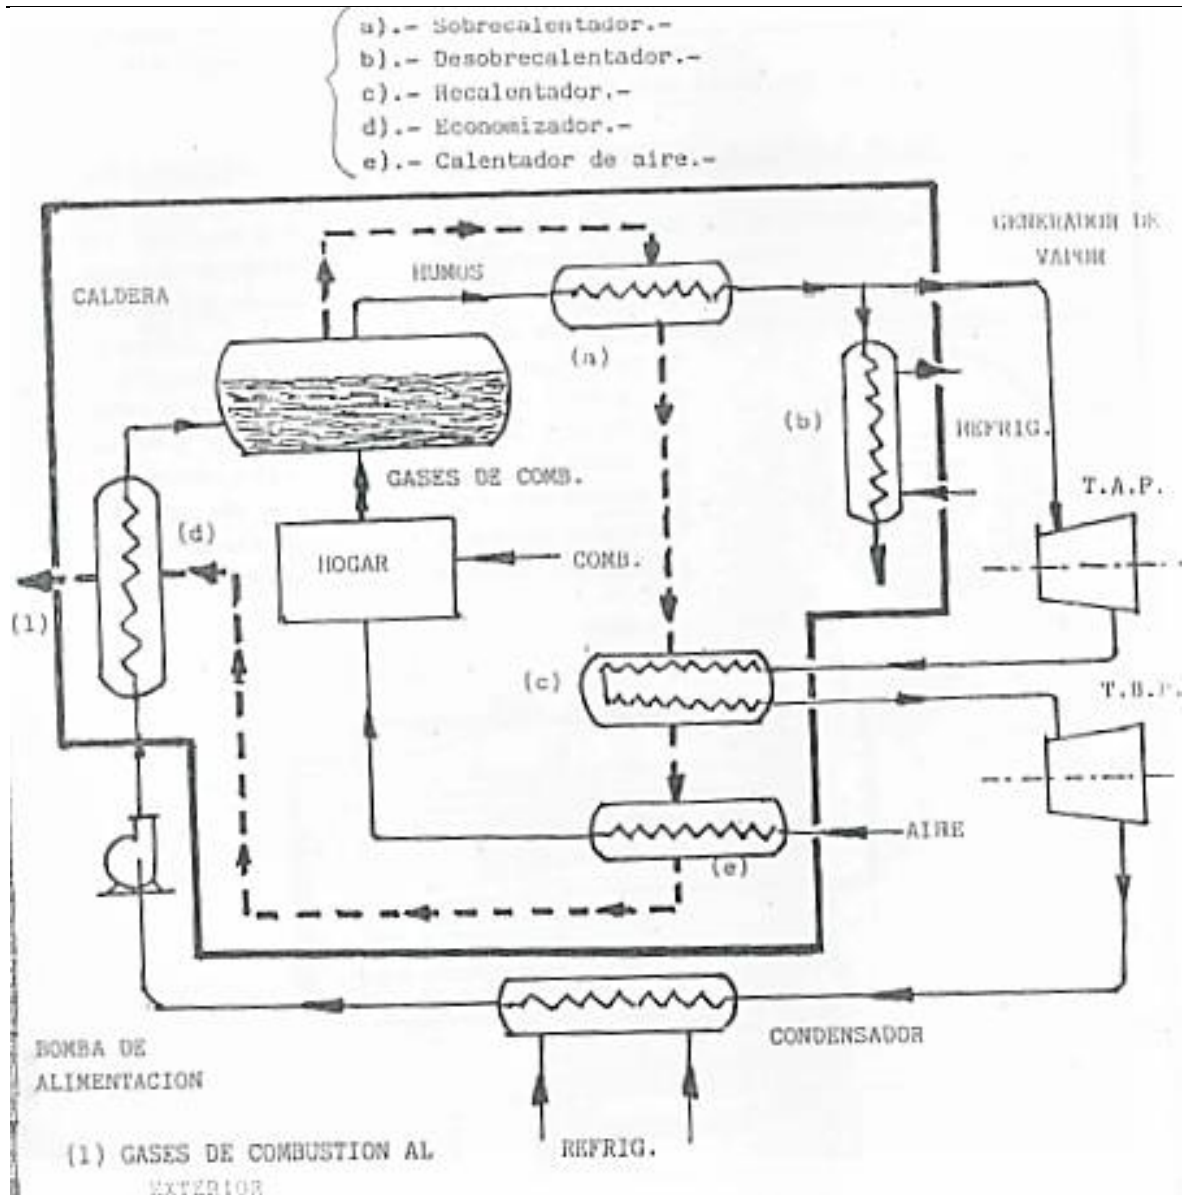 a).- Sobrecalentador.-
b).- Desobrecalentador.-
c).- Recalentador.-
d).- Economizador.-
e).- Calentador de aire.-
GENERADOR DE
VAPOR
HUMOS
CALDERA
(a)
(b)
REFRIG.
GASES DE COMB.
T.A.P.
(d)
HOGAR
COMB.
(1)
(c)
T.B.P.
AIRE
(e)
CONDENSADOR
BOMBA DE
ALIMENTACION
REFRIG.
(1) GASES DE COMBUSTION AL
EXTERIOR